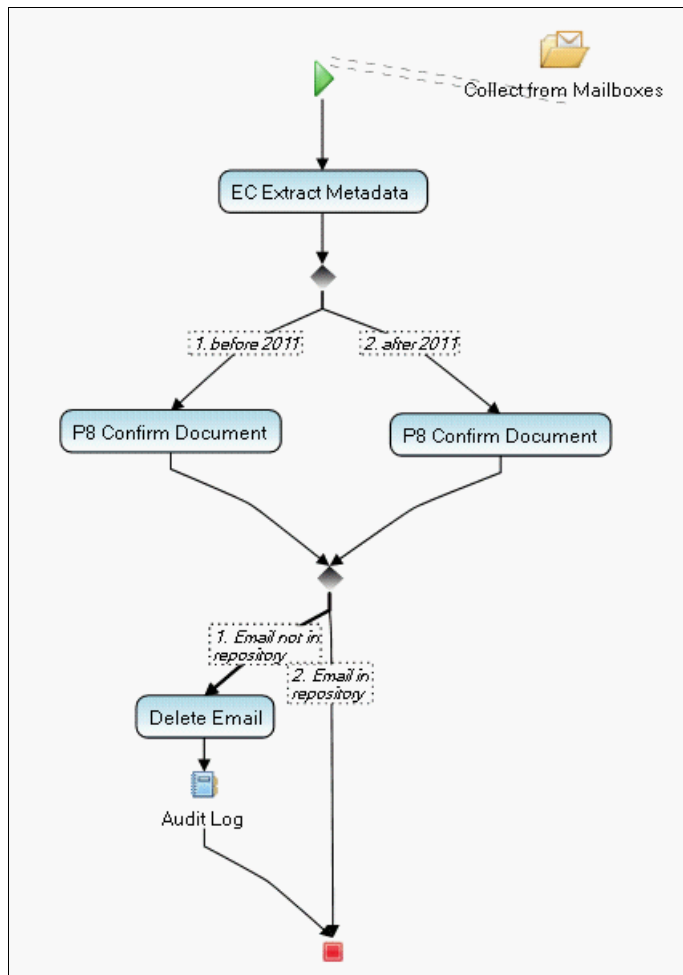 Collect from Mailboxes
EC Extract Metadata
1. before 2011
2. after 2011
P8 Confirm Document
P8 Confirm Document
1. Email not in
repository
2. Email in
repository
Delete Email
Audit Log